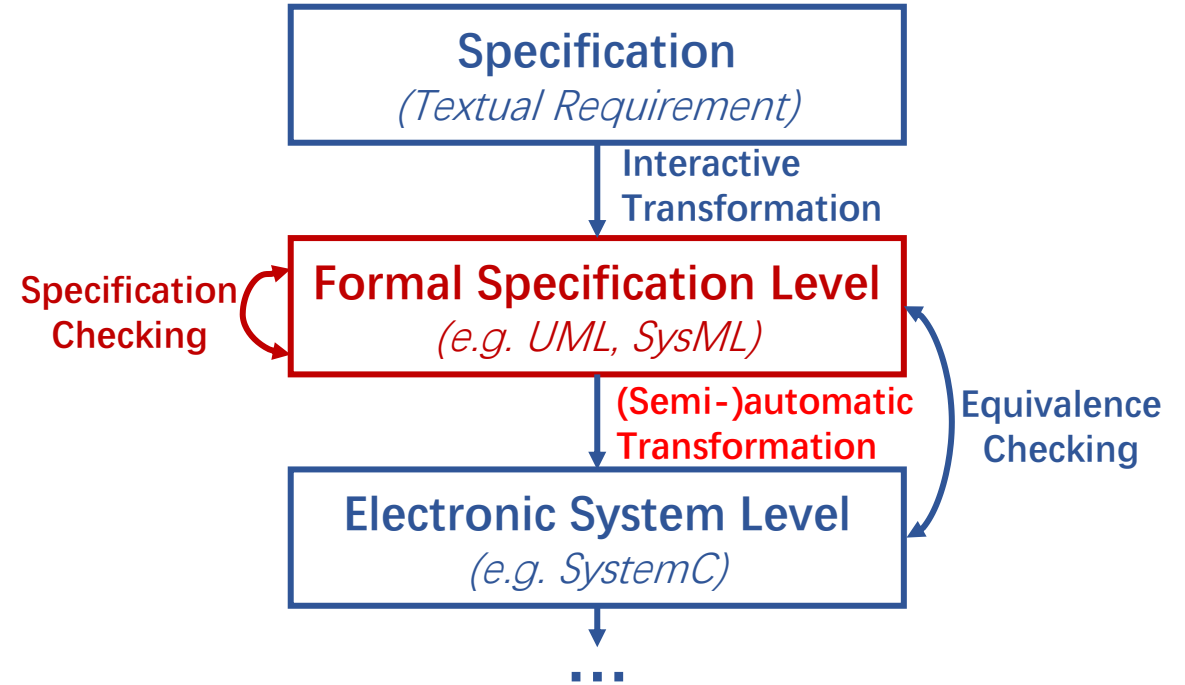 Specification
(Textual Requirement)
Interactive
Transformation
Formal Specification Level
(e.g. UML, SysML)
Specification
Checking
(Semi-)automatic
Transformation
Equivalence
Checking
Electronic System Level
(e.g. SystemC)
...